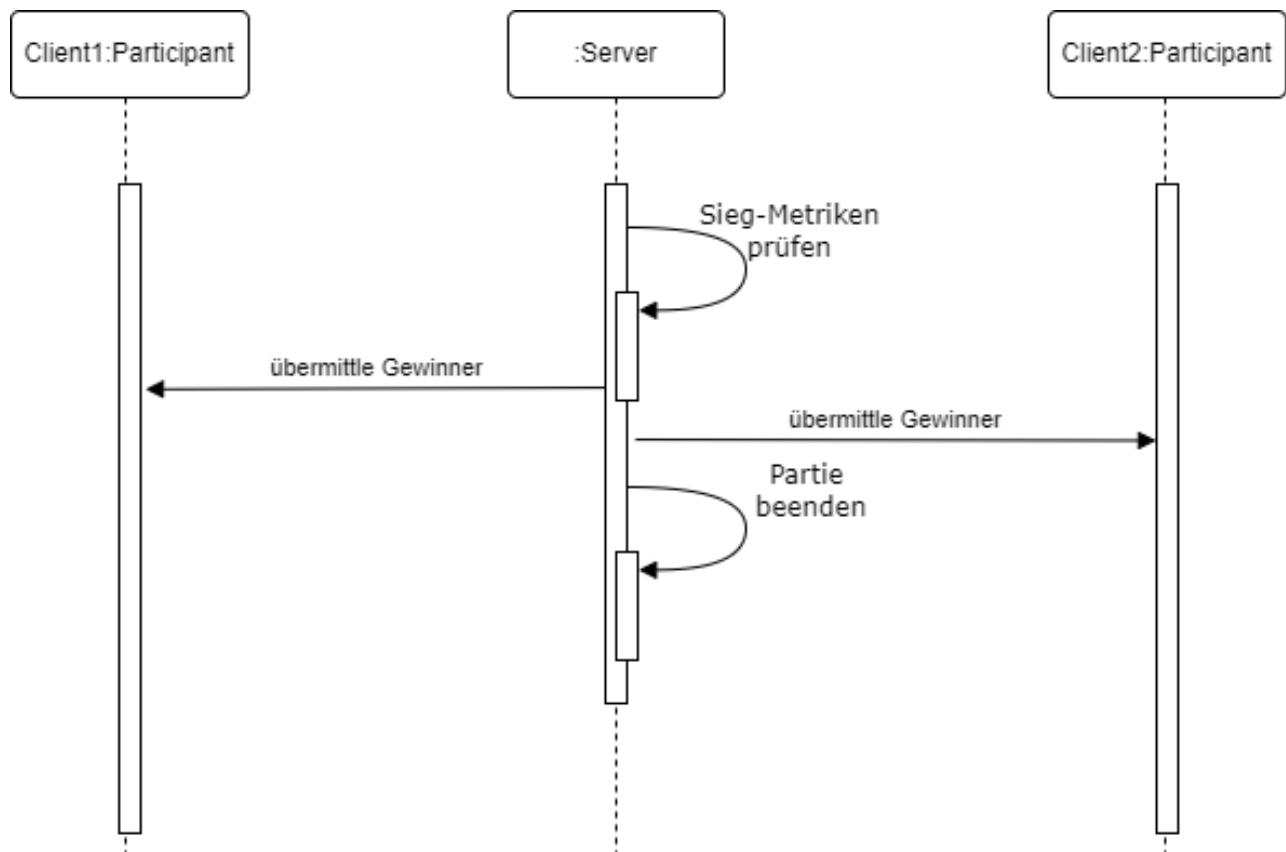 Client1:Participant
:Server
Client2:Participant
Sieg-Metriken
prüfen
übermittle Gewinner
übermittle Gewinner
Partie
beenden